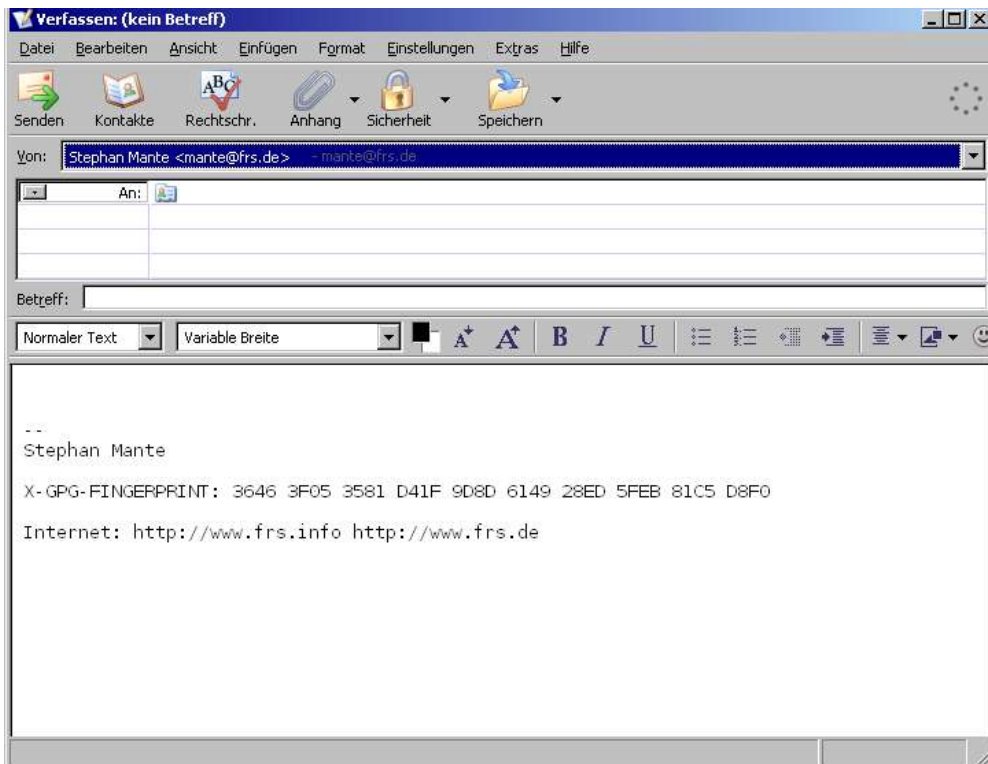 Verfassen: (kein Betreff)
Datei Bearbeiten Ansicht Einfügen Format Einstellungen Extras Hilfe
ABC
Senden Kontakte Rechtschr. Anhang Sicherheit Speichern
Von: Stephan Mante <mante@frs.de> - mante@frs.de
An:
Betreff:
Normaler Text Variable Breite A A B I U
--
Stephan Mante
X-GPG-FINGERPRINT: 3646 3F05 3581 D41F 9D8D 6149 28ED 5FEB 81C5 D8F0
Internet: http://www.frs.info http://www.frs.de